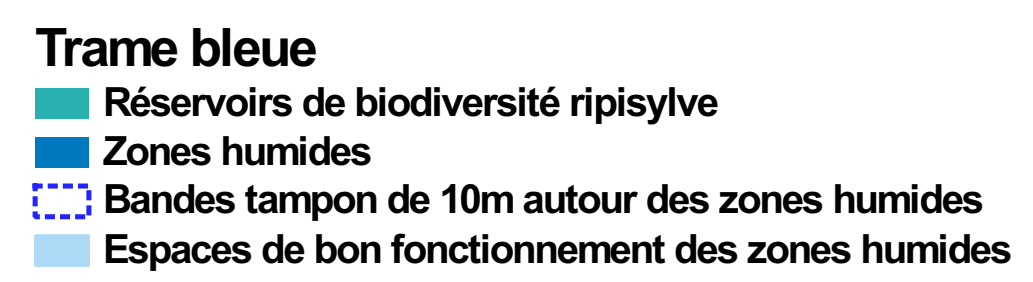 Trame bleue
Réservoirs de biodiversité ripisylve
Zones humides
Bandes tampon de 10m autour des zones humides
Espaces de bon fonctionnement des zones humides